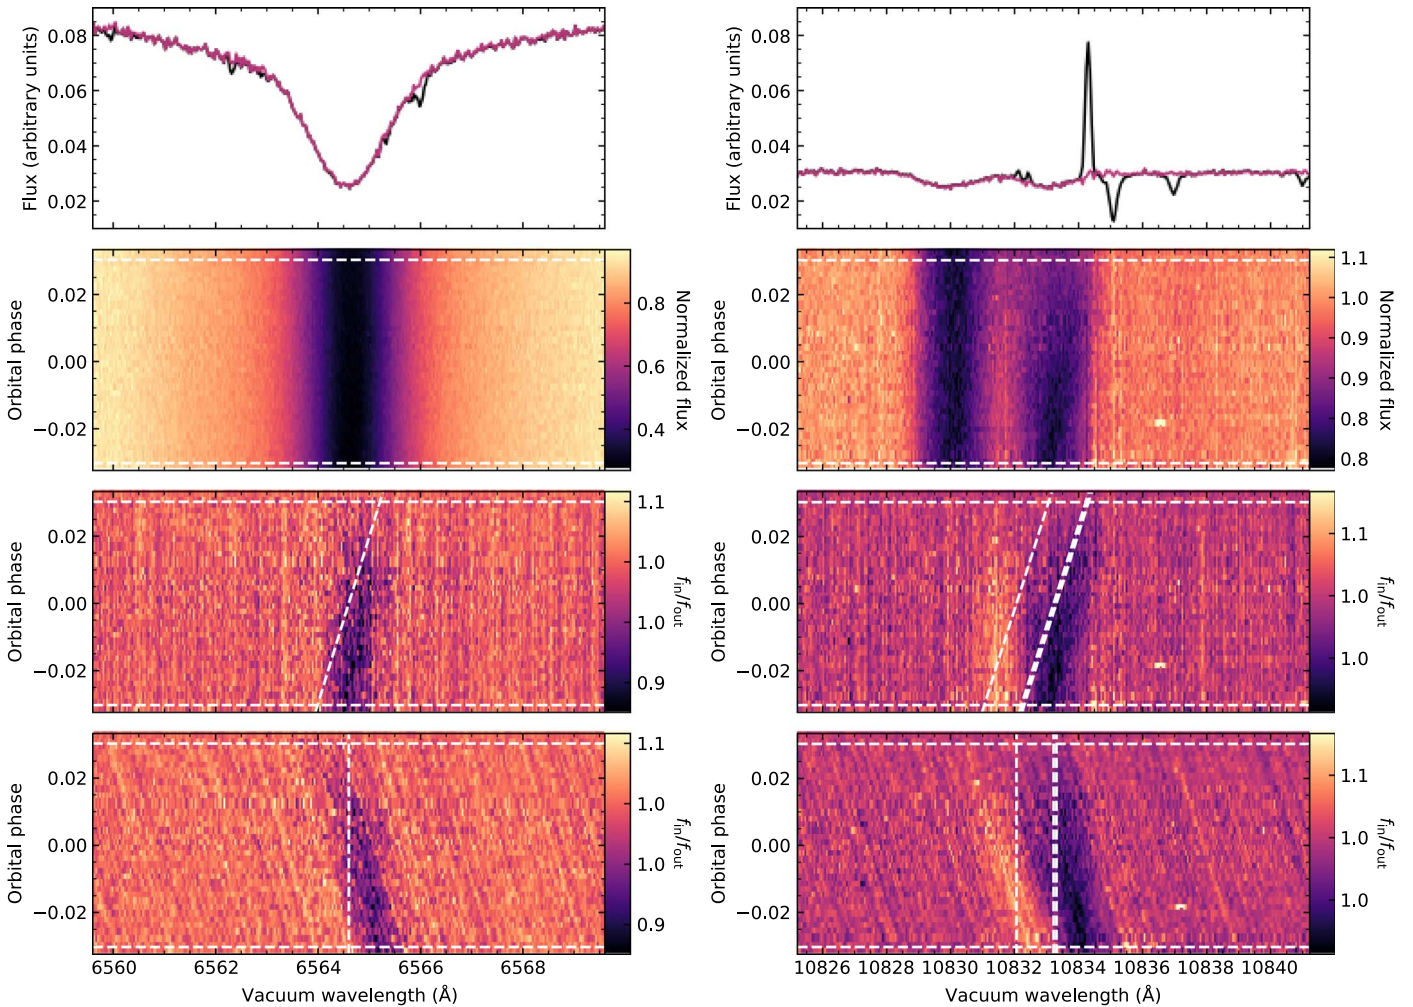 Flux (arbitrary units)
0.08
0.06
0.04
0.02
Flux (arbitrary units)
0.08
0.06
0.04
0.02
Orbital phase
0.02
0.00
−0.02
0.8
0.6
0.4
Normalized flux
Orbital phase
0.02
0.00
−0.02
1.1
1.0
0.9
0.9
0.8
0.8
Normalized flux
Orbital phase
0.02
0.00
−0.02
1.1
1.0
1.0
0.9
fin/fout
Orbital phase
0.02
0.00
−0.02
1.1
1.0
1.0
fin/fout
Orbital phase
0.02
0.00
−0.02
1.1
1.0
1.0
0.9
fin/fout
6560 6562 6564 6566 6568
Vacuum wavelength (Å)
Orbital phase
0.02
0.00
−0.02
1.1
1.0
1.0
fin/fout
10826 10828 10830 10832 10834 10836 10838 10840
Vacuum wavelength (Å)